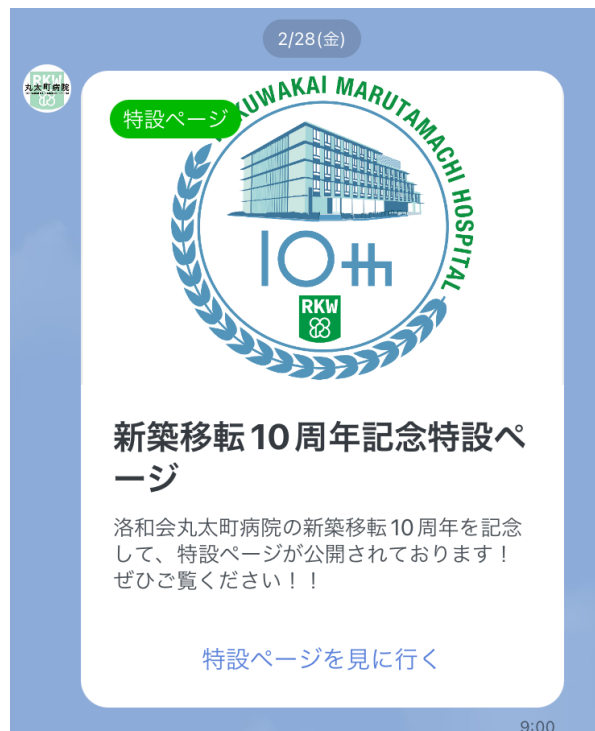 2/28(金)
RKW
丸太町病院
特設ページ
KUWAKAI MARUTAMACHI HOSPITAL
10th
RKW
新築移転10周年記念特設ペ
ージ
洛和会丸太町病院の新築移転10周年を記念
して、特設ページが公開されております！
ぜひご覧ください！！
特設ページを見に行く
9:00